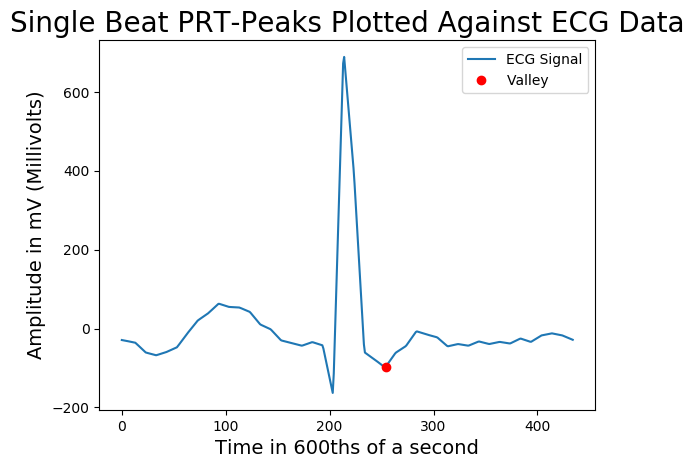 Single Beat PRT-Peaks Plotted Against ECG Data
ECG Signal
Valley
Amplitude in mV (Millivolts)
600
400
200
0
−200
0 100 200 300 400
Time in 600ths of a second